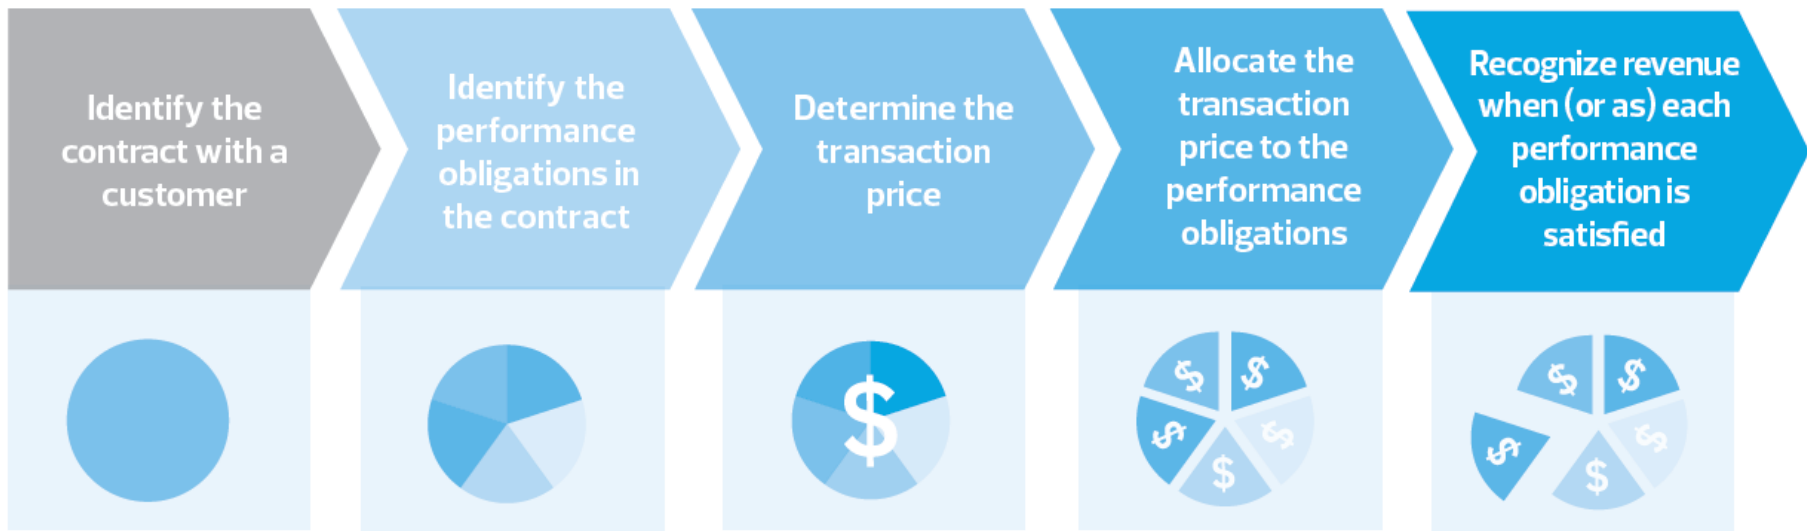 Identify the
contract with a
customer
Identify the
performance
obligations in
the contract
Determine the
transaction
price
Allocate the
transaction
price to the
performance
obligations
Recognize revenue
when (or as) each
performance
obligation is
satisfied
$
$
$
$
$
$
$
$
$
$
$